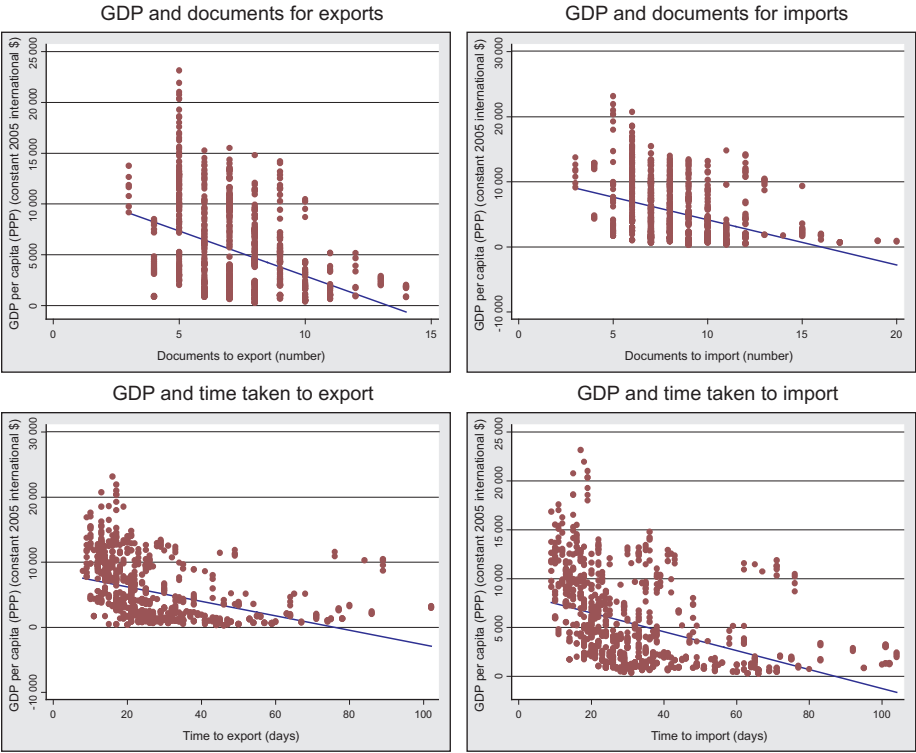 GDP and documents for exports
GDP per capita (PPP) (constant 2005 international $)
25 000
20 000
15 000
10 000
5 000
0
0 5 10 15
Documents to export (number)
GDP and documents for imports
GDP per capita (PPP) (constant 2005 international $)
30 000
20 000
10 000
0
-10 000
0 5 10 15 20
Documents to import (number)
GDP and time taken to export
GDP per capita (PPP) (constant 2005 international $)
30 000
20 000
10 000
0
-10 000
0 20 40 60 80 100
Time to export (days)
GDP and time taken to import
GDP per capita (PPP) (constant 2005 international $)
25 000
20 000
15 000
10 000
5 000
0
0 20 40 60 80 100
Time to import (days)